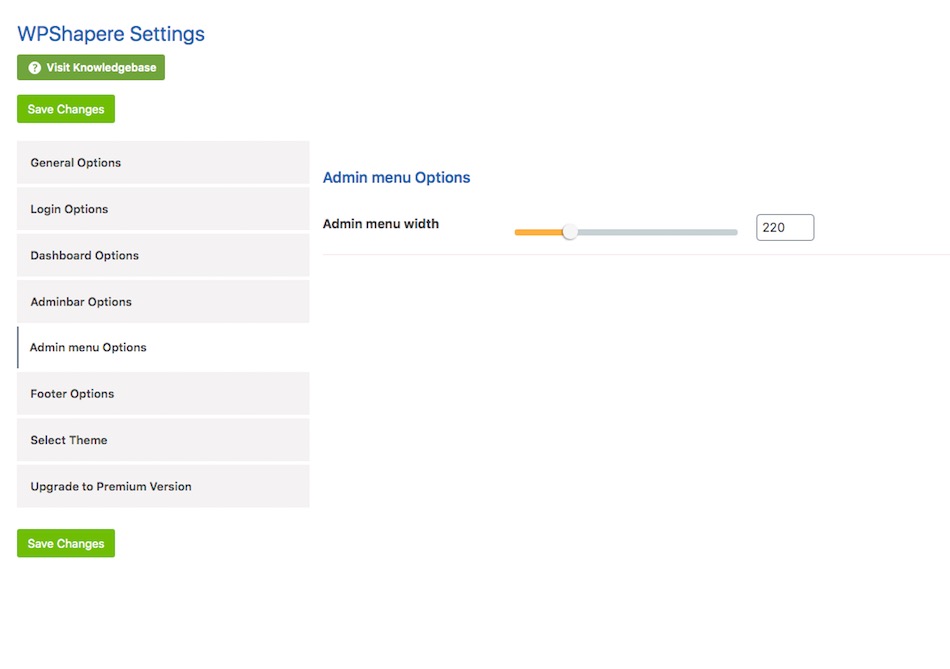 WPShapere Settings
Visit Knowledgebase
Save Changes
General Options
Login Options
Dashboard Options
Adminbar Options
Admin menu Options
Footer Options
Select Theme
Upgrade to Premium Version
Save Changes
Admin menu Options
Admin menu width
220